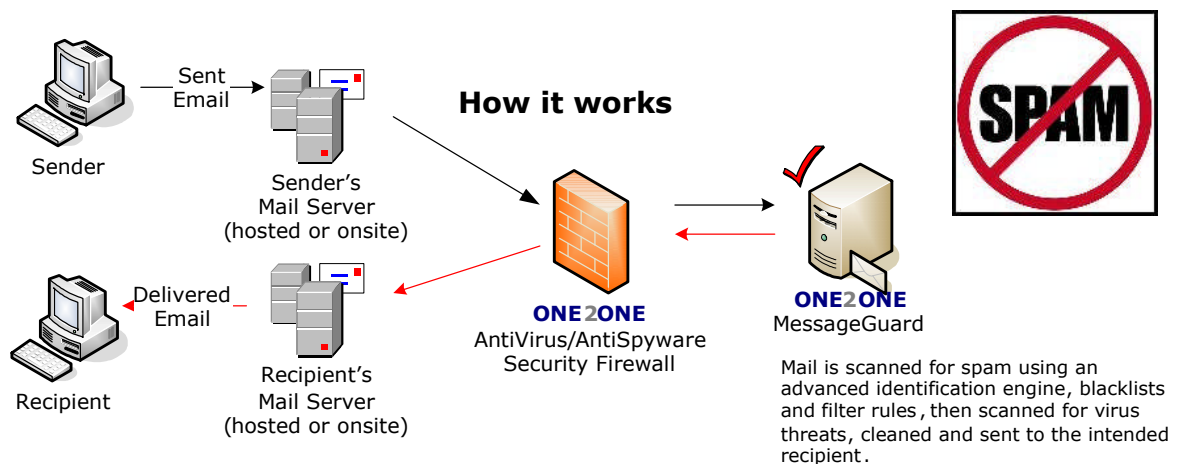 Sent
Email
Sender
How it works
SPAM
Sender's
Mail Server
(hosted or onsite)
Delivered
Email
Recipient
Recipient's
Mail Server
(hosted or onsite)
ONE2ONE
AntiVirus/AntiSpyware
Security Firewall
ONE2ONE
MessageGuard
Mail is scanned for spam using an
advanced identification engine, blacklists
and filter rules, then scanned for virus
threats, cleaned and sent to the intended
recipient.